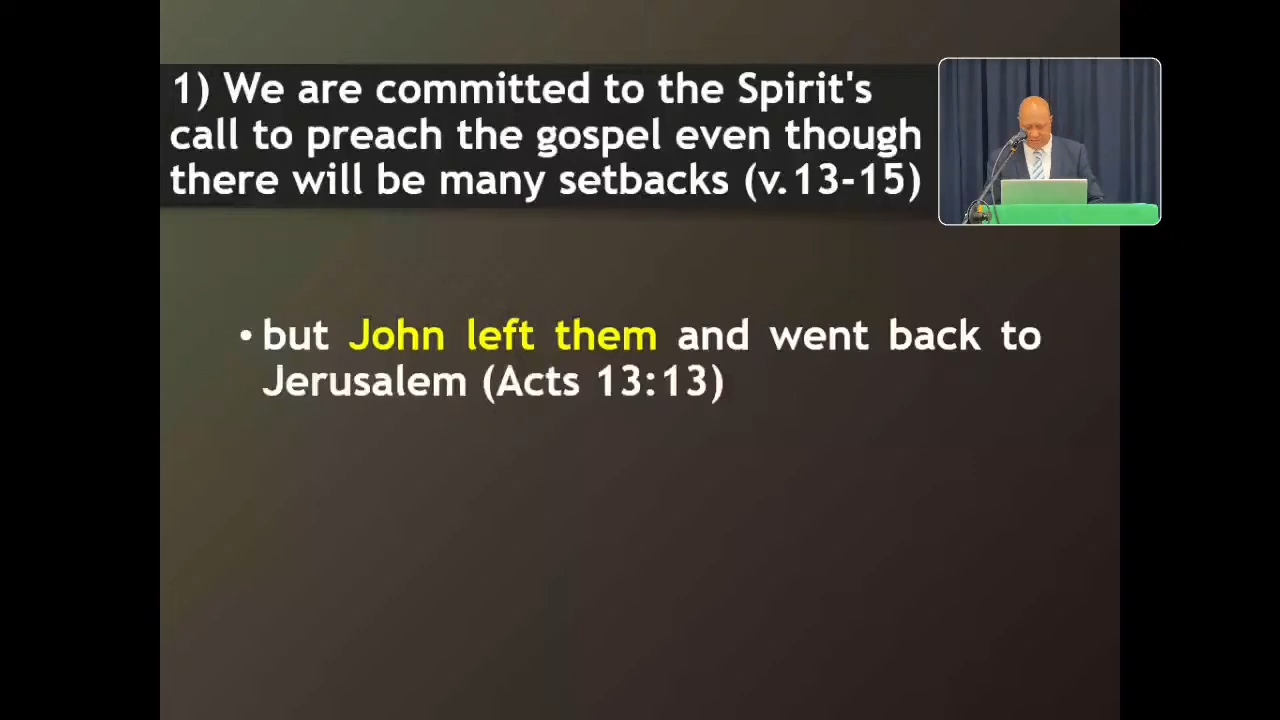 1) We are committed to the Spirit's
call to preach the gospel even though
there will be many setbacks (v.13-15)
• but John left them and went back to
Jerusalem (Acts 13:13)